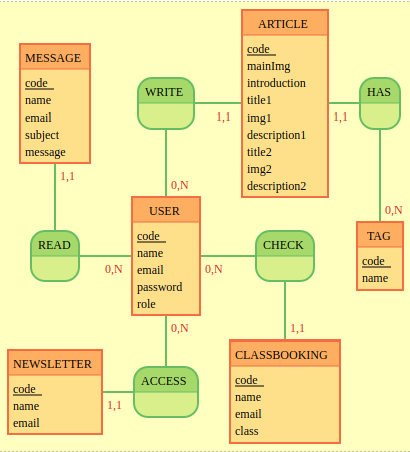 ARTICLE
code
mainImg
introduction
title1
img1
description1
title2
img2
description2
MESSAGE
code
name
email
subject
message
WRITE
HAS
1,1
1,1
1,1
0,N
0,N
USER
code
name
email
password
role
READ
CHECK
TAG
code
name
0,N
0,N
0,N
1,1
NEWSLETTER
code
name
email
ACCESS
1,1
CLASSBOOKING
code
name
email
class